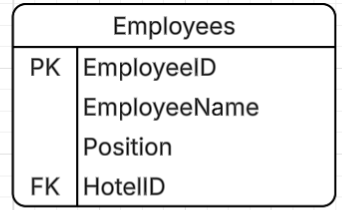 Employees
PK EmployeeID
EmployeeName
Position
FK HotelID